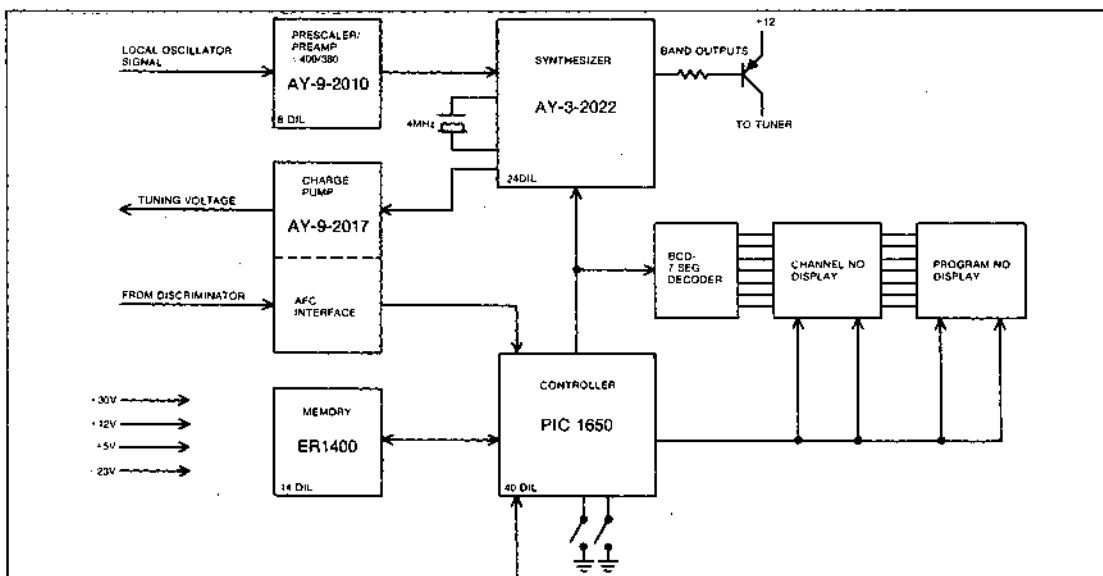 LOCAL OSCILLATOR
SIGNAL
PRESCALER/
PREAMP
÷ 400/380
AY-9-2010
8 DIL
4MHz
SYNTHESIZER
AY-3-2022
24DIL
BAND OUTPUTS
+12
TO TUNER
TUNING VOLTAGE
CHARGE
PUMP
AY-9-2017
FROM DISCRIMINATOR
AFC
INTERFACE
BCD-
7 SEG
DECODER
CHANNEL NO
DISPLAY
PROGRAM NO
DISPLAY
+30V
+12V
+5V
MEMORY
ER1400
14 DIL
CONTROLLER
PIC 1650
40 DIL